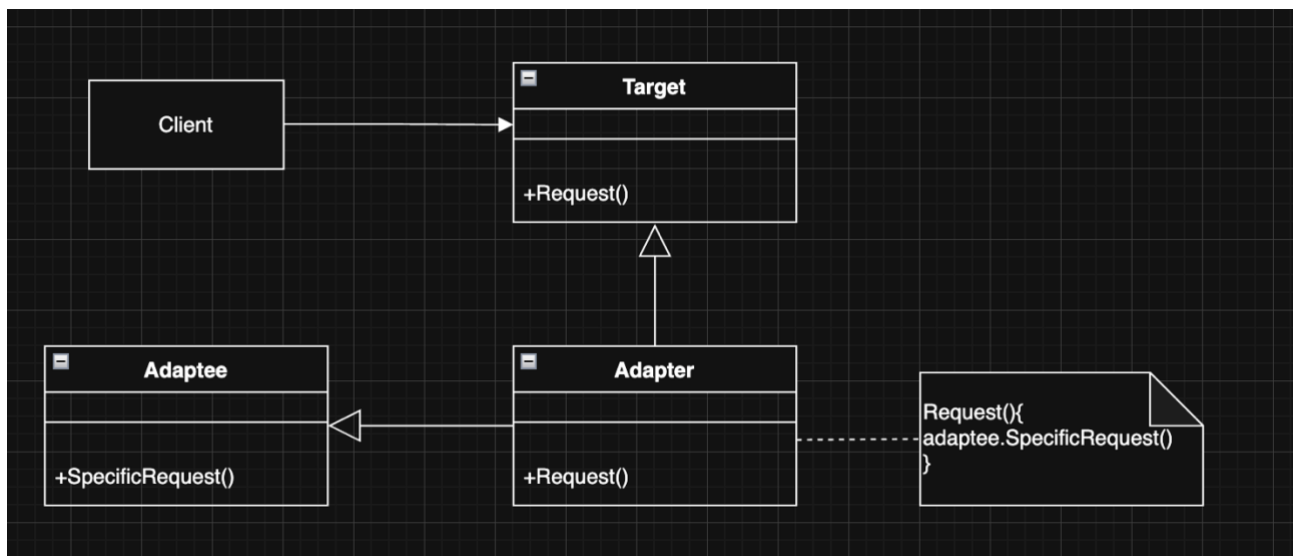 Client
Target
+Request()
Adaptee
+SpecificRequest()
Adapter
+Request()
Request(){
adaptee.SpecificRequest()
}